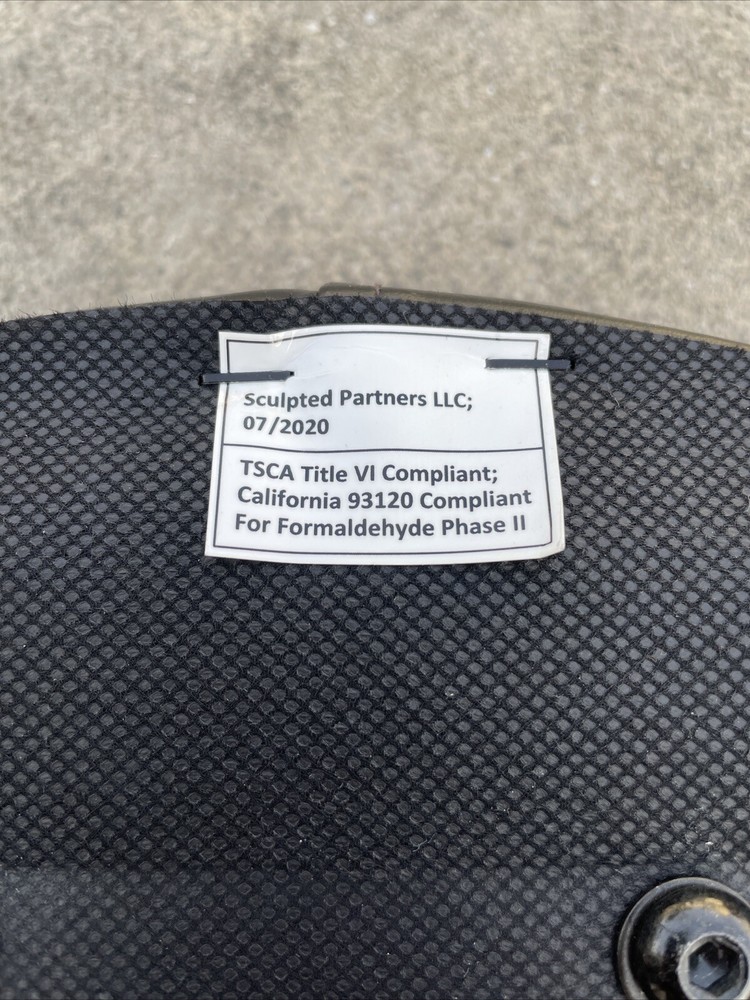 Sculpted Partners LLC;
07/2020
TSCA Title VI Compliant;
California 93120 Compliant
For Formaldehyde Phase II